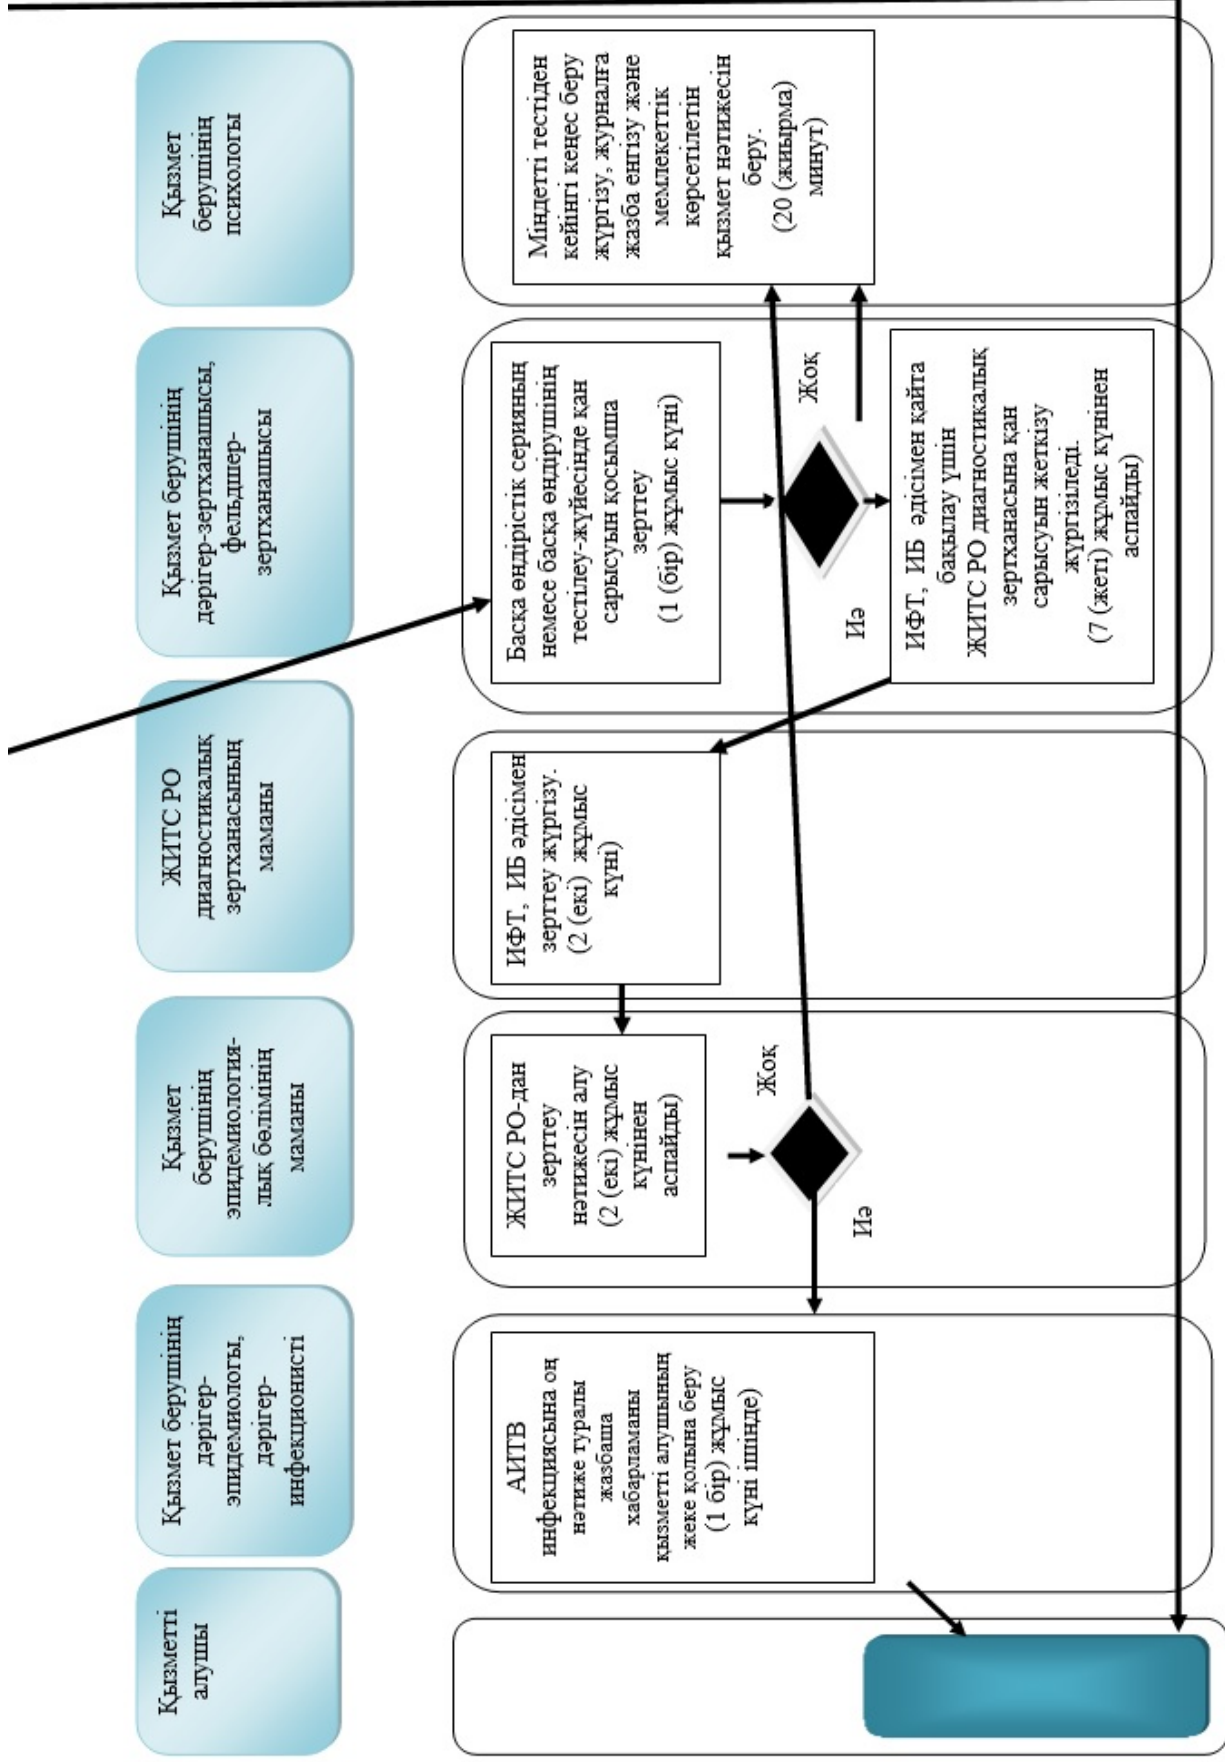 Қызметті
алушы
Қызмет берушінің
дәрігер-
эпидемиологы,
дәрігер-
инфекционисті
Қызмет
берушінің
эпидемиология-
лық бөлімінің
маманы
ЖИТС РО
диагностикалық
зертханасының
маманы
Қызмет берушінің
дәрігер-зертханашысы,
фельдшер-
зертханашысы
Қызмет
берушінің
психологы
АИТВ
инфекциясына оң
нәтиже туралы
жазбаша
хабарламаны
қызметті алушының
жеке қолына беру
(1 бір) жұмыс
күні ішінде)
ЖИТС РО-дан
зерттеу
нәтижесін алу
(2 (екі) жұмыс
күнінен
аспайды)
Жоқ
Иә
ИФТ, ИБ әдісімен
зерттеу жүргізу.
(2 (екі) жұмыс
күні)
Басқа өндірістік серияның
немесе басқа өндірушінің
тестілеу-жүйесінде қан
сарысуын қосымша
зерттеу
(1 (бір) жұмыс күні)
Жоқ
Иә
ИФТ, ИБ әдісімен қайта
бақылау үшін
ЖИТС РО диагностикалық
зертханасына қан
сарысуын жеткізу
жүргізіледі.
(7 (жеті) жұмыс күнінен
аспайды)
Міндетті тестіден
кейінгі кеңес беру
жүргізу, журналға
жазба енгізу және
мемлекеттік
көрсетілетін
қызмет нәтижесін
беру.
(20 (жиырма)
минут)